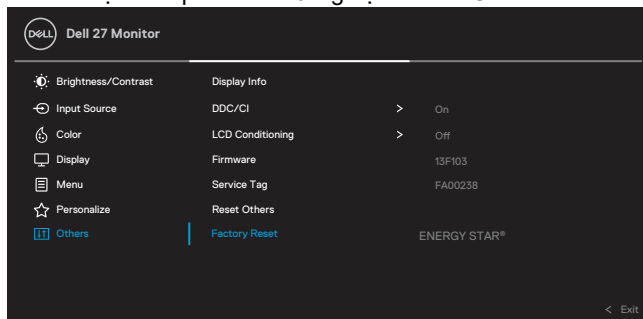 DELL Dell 27 Monitor
Brightness/Contrast Display Info
Input Source DDC/CI > On
Color LCD Conditioning > Off
Display Firmware 13F103
Menu Service Tag FA00238
Personalize Reset Others
Others Factory Reset ENERGY STAR®
< Exit